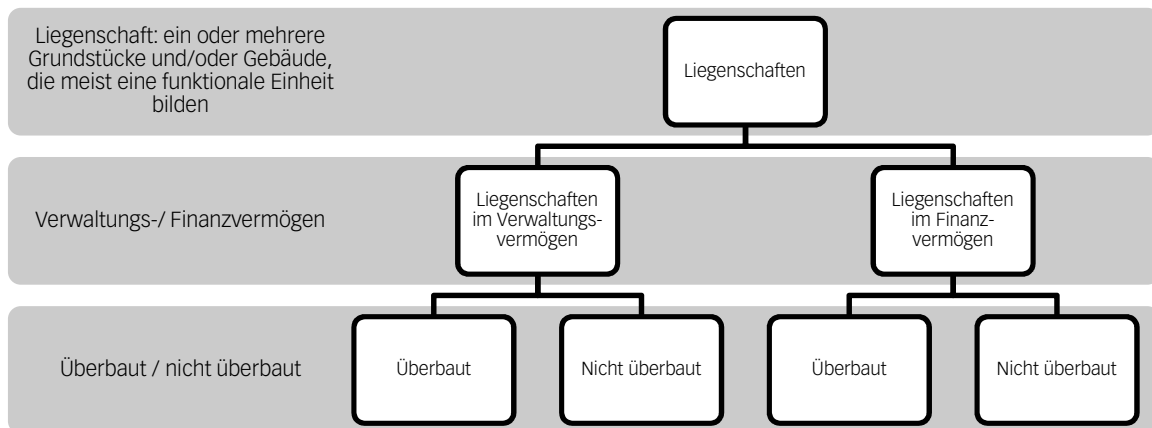 Liegenschaft: ein oder mehrere
Grundstücke und/oder Gebäude,
die meist eine funktionale Einheit
bilden
Liegenschaften
Verwaltungs-/ Finanzvermögen
Liegenschaften
im Verwaltungs-
vermögen
Liegenschaften
im Finanz-
vermögen
Überbaut / nicht überbaut
Überbaut
Nicht überbaut
Überbaut
Nicht überbaut